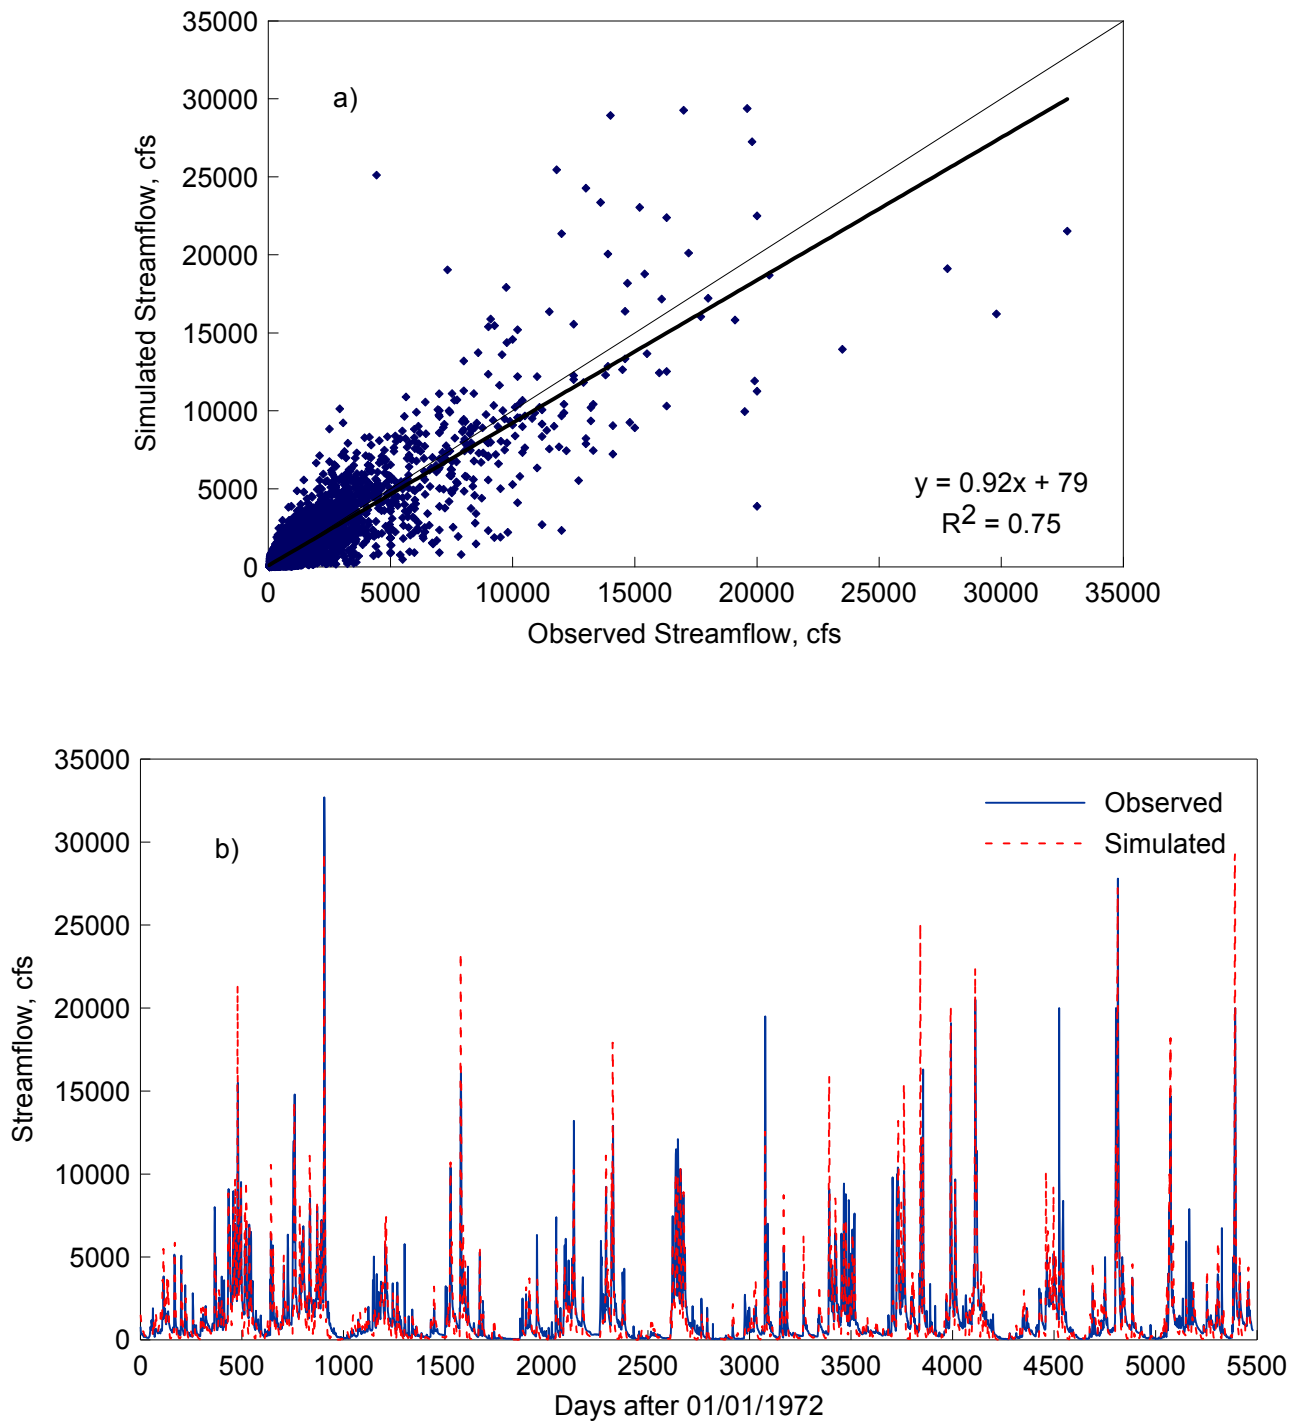 35000
30000
25000
20000
15000
10000
5000
0
Simulated Streamflow, cfs
a)
y = 0.92x + 79
R² = 0.75
0 5000 10000 15000 20000 25000 30000 35000
Observed Streamflow, cfs
35000
30000
25000
20000
15000
10000
5000
0
Streamflow, cfs
b)
Observed
Simulated
0 500 1000 1500 2000 2500 3000 3500 4000 4500 5000 5500
Days after 01/01/1972